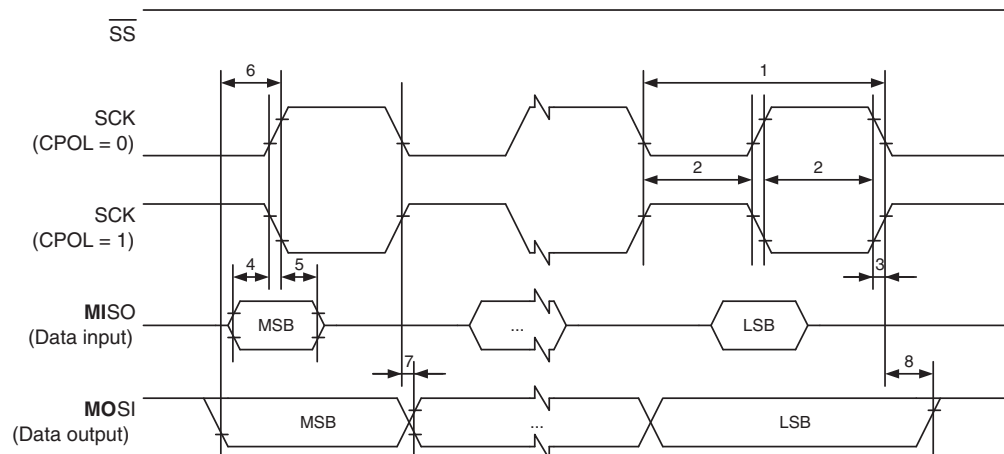 SS
6
1
SCK
(CPOL = 0)
2
2
SCK
(CPOL = 1)
4
5
3
MISO
(Data input)
MSB
...
LSB
7
8
MOSI
(Data output)
MSB
...
LSB